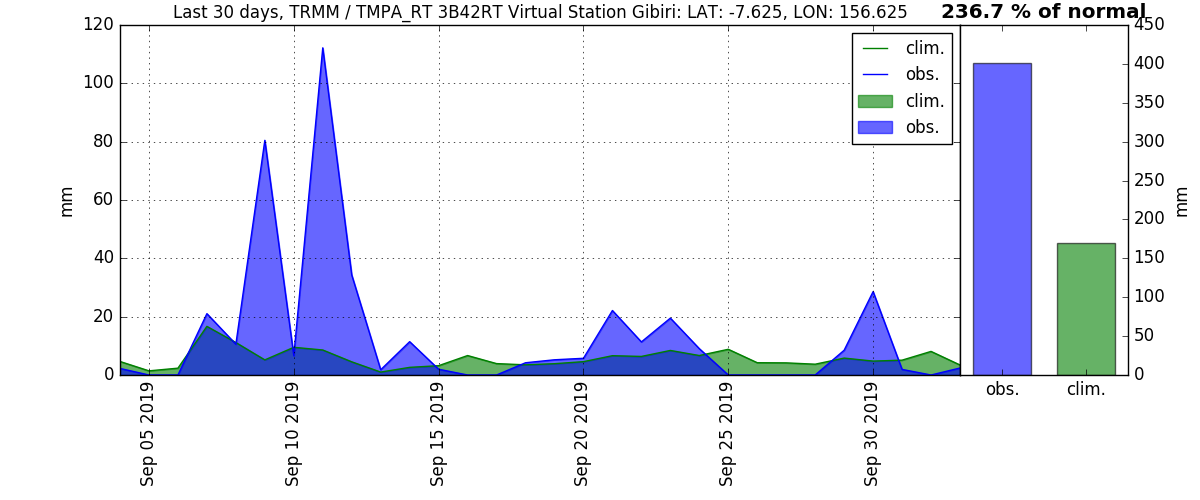 Last 30 days, TRMM / TMPA_RT 3B42RT Virtual Station Gibiri: LAT: -7.625, LON: 156.625
236.7 % of normal
120
100
80
60
40
20
0
mm
clim.
obs.
clim.
obs.
450
400
350
300
250
200
150
100
50
0
mm
obs.
clim.
Sep 05 2019
Sep 10 2019
Sep 15 2019
Sep 20 2019
Sep 25 2019
Sep 30 2019